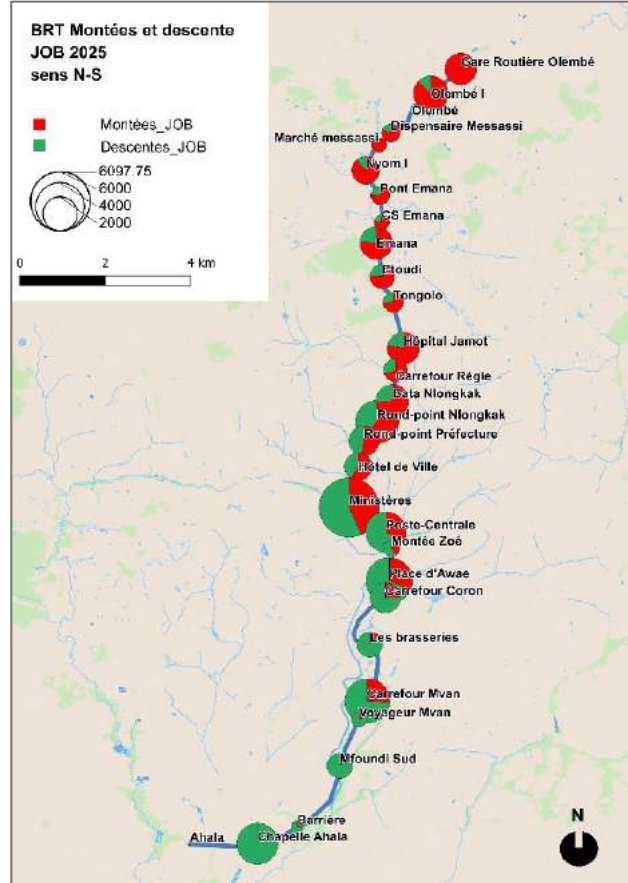 BRT Montées et descente
JOB 2025
sens N-S
Montées_JOB
Descentes_JOB
6097.75
6000
4000
2000
0 2 4 km
Gare Routière Olembé
Olembé I
Olembé
Dispensaire Messassi
Marché messassi
Nyom I
Pont Emana
CS Emana
Emana
Etoudi
Tongolo
Hôpital Jamot
Carrefour Régie
Bata Nlongkak
Rond-point Nlongkak
Rond-point Préfecture
Hôtel de Ville
Ministères
Poste-Centrale
Montée Zoé
Place d'Awae
Carrefour Coron
Les brasseries
Carrefour Mvan
Voyageur Mvan
Mfoundi Sud
Barrière
Ahala
Chapelle Ahala
N